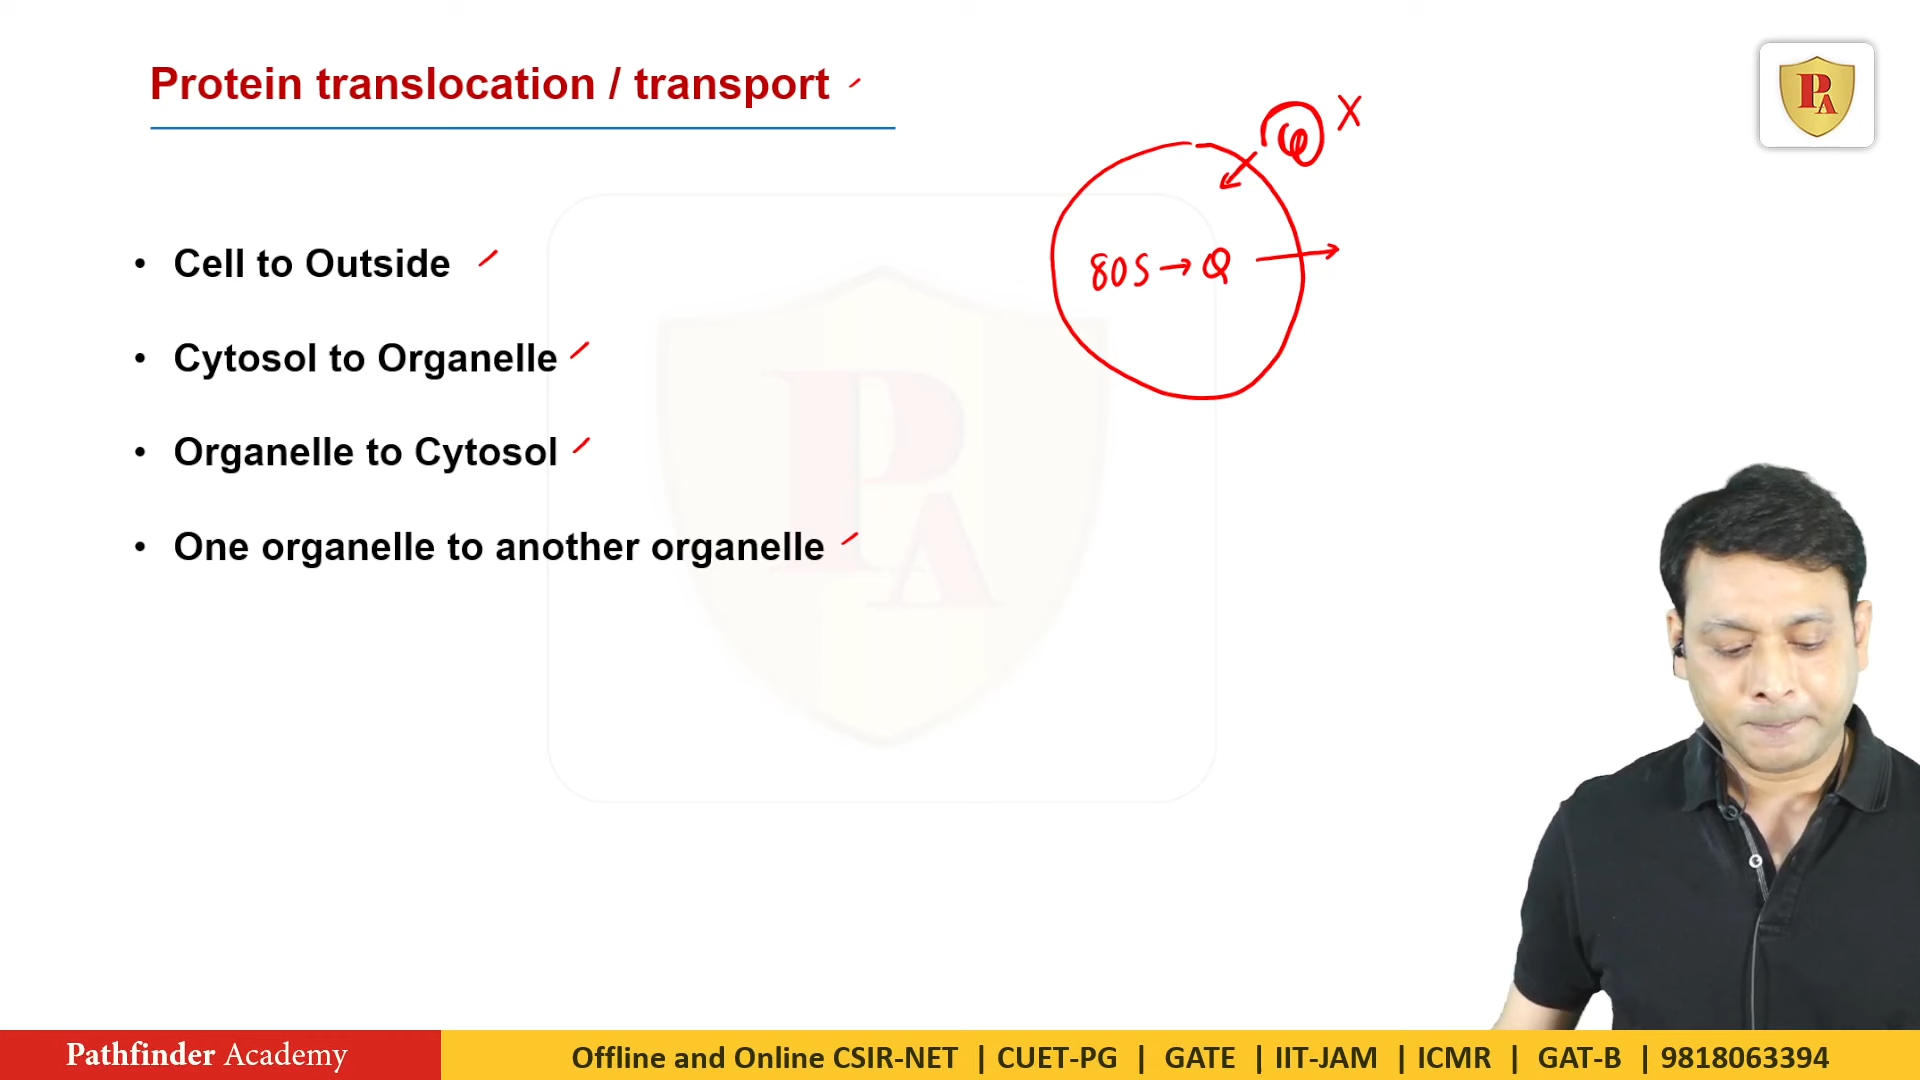 Protein translocation / transport
X
PA
• Cell to Outside
80S → Q
• Cytosol to Organelle
• Organelle to Cytosol
• One organelle to another organelle
PA
Pathfinder Academy
Offline and Online CSIR-NET | CUET-PG | GATE | IIT-JAM | ICMR | GAT-B | 9818063394